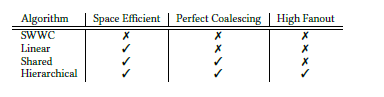 Algorithm Space Efficient Perfect Coalescing High Fanout
SWWC ✗ ✗ ✗
Linear ✓ ✗ ✗
Shared ✓ ✓ ✗
Hierarchical ✓ ✓ ✓